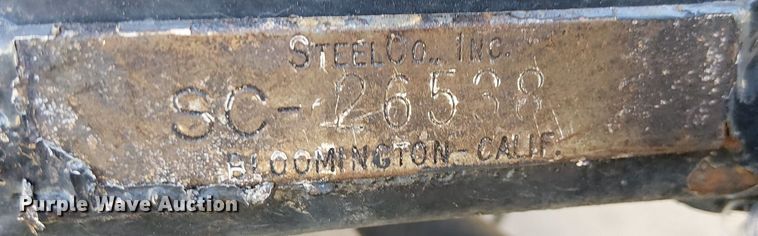 STEELCO., INC.
SC-26538
BLOOMINGTON-CALIF.
Purple Wave Auction